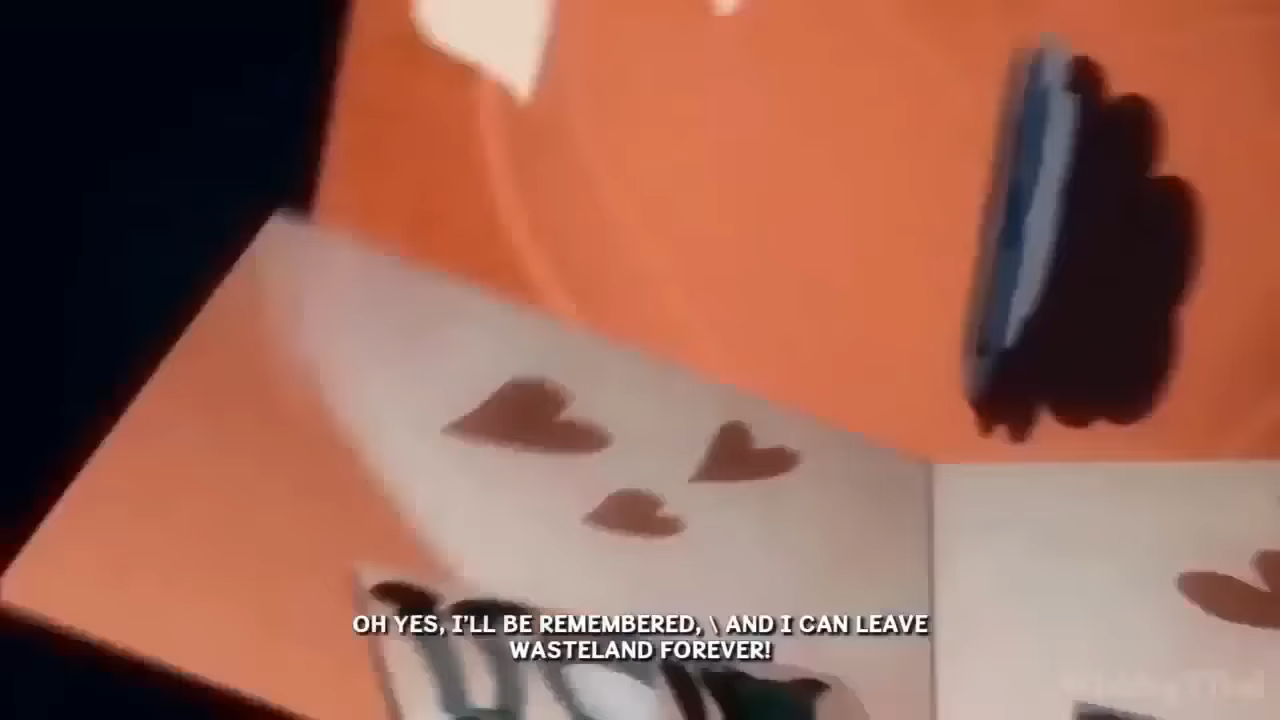 OH YES, I'LL BE REMEMBERED, \ AND I CAN LEAVE
WASTELAND FOREVER!